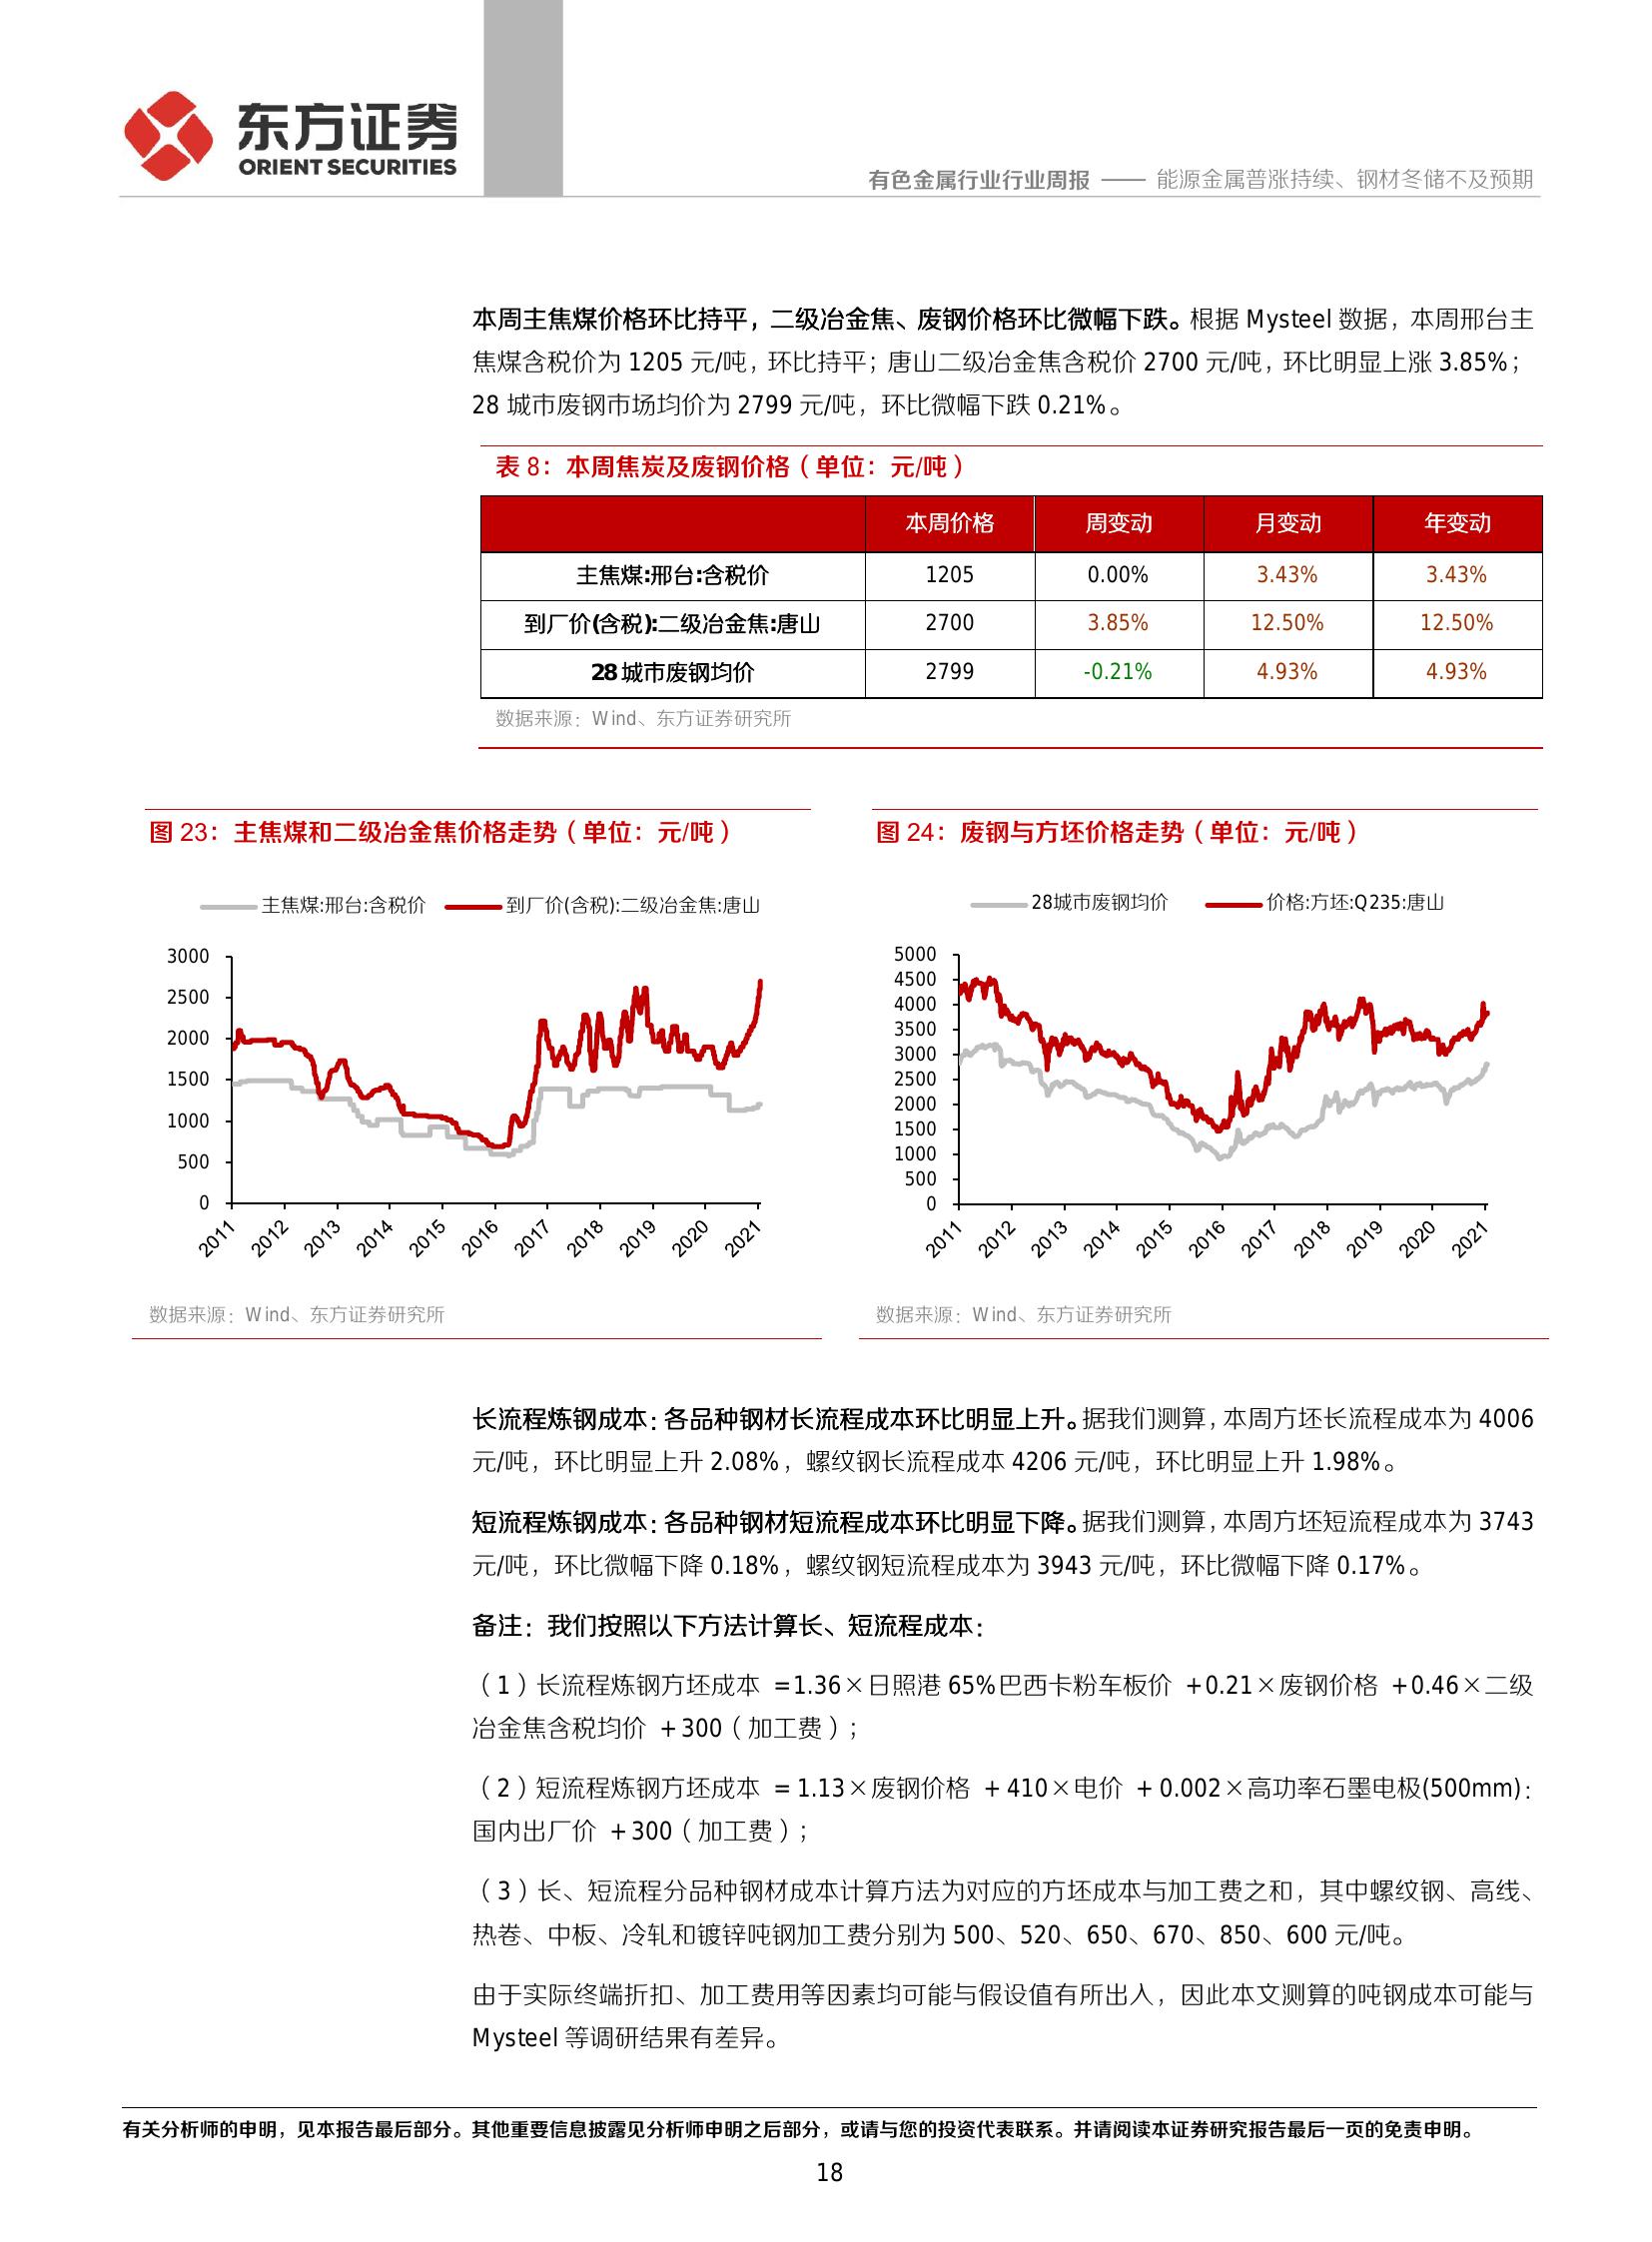 东方证券
ORIENT SECURITIES
有色金属行业行业周报 —— 能源金属普涨持续、钢材冬储不及预期
本周主焦煤价格环比持平，二级冶金焦、废钢价格环比微幅下跌。根据 Mysteel 数据，本周邢台主
焦煤含税价为 1205 元/吨，环比持平；唐山二级冶金焦含税价 2700 元/吨，环比明显上涨 3.85%；
28 城市废钢市场均价为 2799 元/吨，环比微幅下跌 0.21%。
表 8：本周焦炭及废钢价格（单位：元/吨）
本周价格 周变动 月变动 年变动
主焦煤:邢台:含税价 1205 0.00% 3.43% 3.43%
到厂价(含税):二级冶金焦:唐山 2700 3.85% 12.50% 12.50%
28 城市废钢均价 2799 -0.21% 4.93% 4.93%
数据来源：Wind、东方证券研究所
图 23：主焦煤和二级冶金焦价格走势（单位：元/吨）
主焦煤:邢台:含税价 到厂价(含税):二级冶金焦:唐山
3000
2500
2000
1500
1000
500
0
2011 2012 2013 2014 2015 2016 2017 2018 2019 2020 2021
数据来源：Wind、东方证券研究所
图 24：废钢与方坯价格走势（单位：元/吨）
28城市废钢均价 价格:方坯:Q235:唐山
5000
4500
4000
3500
3000
2500
2000
1500
1000
500
0
2011 2012 2013 2014 2015 2016 2017 2018 2019 2020 2021
数据来源：Wind、东方证券研究所
长流程炼钢成本：各品种钢材长流程成本环比明显上升。据我们测算，本周方坯长流程成本为 4006
元/吨，环比明显上升 2.08%，螺纹钢长流程成本 4206 元/吨，环比明显上升 1.98%。
短流程炼钢成本：各品种钢材短流程成本环比明显下降。据我们测算，本周方坯短流程成本为 3743
元/吨，环比微幅下降 0.18%，螺纹钢短流程成本为 3943 元/吨，环比微幅下降 0.17%。
备注：我们按照以下方法计算长、短流程成本：
（1）长流程炼钢方坯成本 =1.36×日照港 65%巴西卡粉车板价 +0.21×废钢价格 +0.46×二级
冶金焦含税均价 +300（加工费）；
（2）短流程炼钢方坯成本 =1.13×废钢价格 +410×电价 +0.002×高功率石墨电极(500mm)：
国内出厂价 +300（加工费）；
（3）长、短流程分品种钢材成本计算方法为对应的方坯成本与加工费之和，其中螺纹钢、高线、
热卷、中板、冷轧和镀锌吨钢加工费分别为 500、520、650、670、850、600 元/吨。
由于实际终端折扣、加工费用等因素均可能与假设值有所出入，因此本文测算的吨钢成本可能与
Mysteel 等调研结果有差异。
有关分析师的申明，见本报告最后部分。其他重要信息披露见分析师申明之后部分，或请与您的投资代表联系。并请阅读本证券研究报告最后一页的免责申明。
18